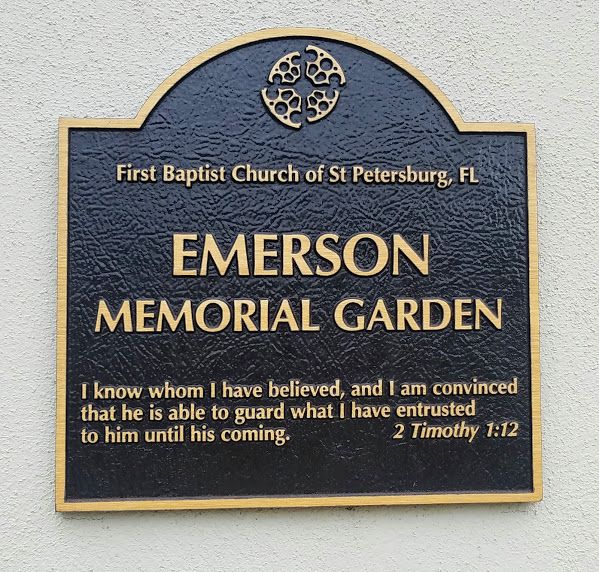 First Baptist Church of St Petersburg, FL
EMERSON
MEMORIAL GARDEN
I know whom I have believed, and I am convinced
that he is able to guard what I have entrusted
to him until his coming. 2 Timothy 1:12